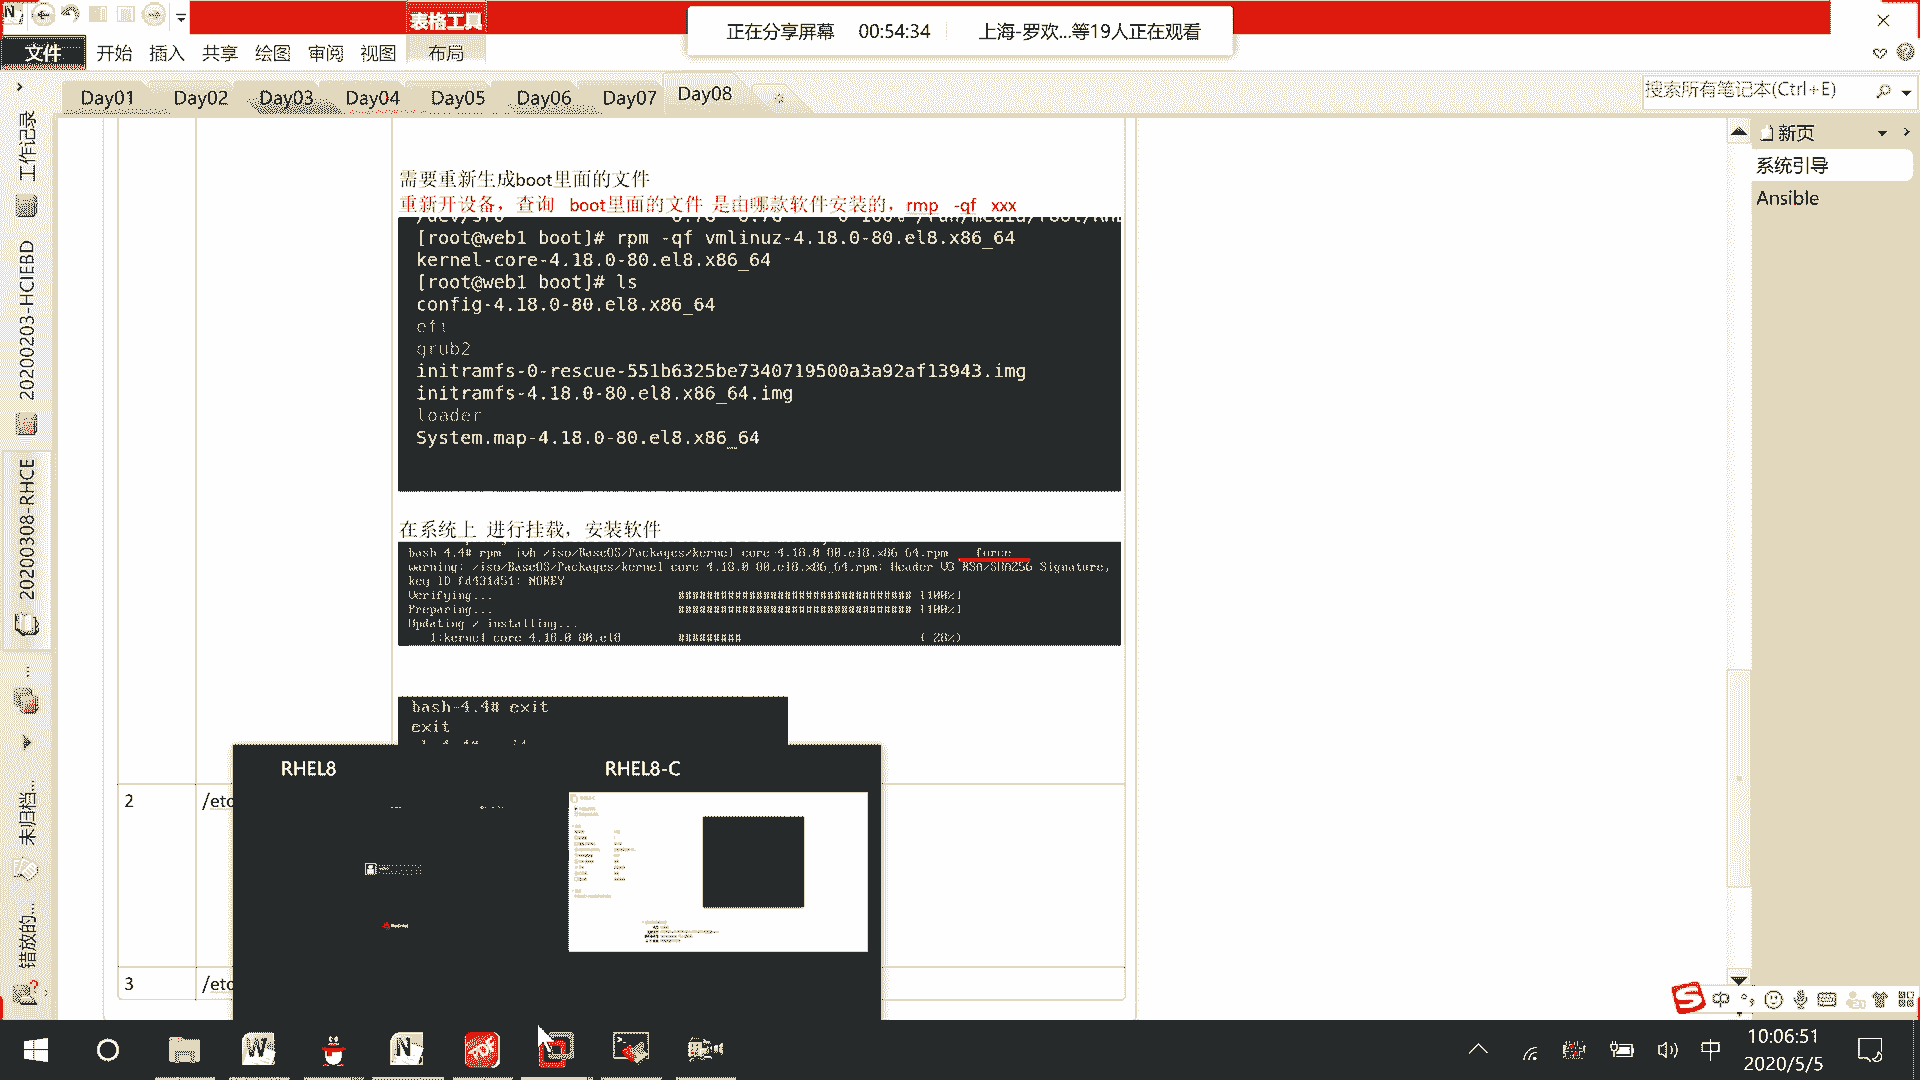 表格工具
正在分享屏幕 00:54:34 上海-罗欢...等19人正在观看
文件 开始 插入 共享 绘图 审阅 视图 布局
Day01 Day02 Day03 Day04 Day05 Day06 Day07 Day08
搜索所有笔记本(Ctrl+E)
新页
系统引导
Ansible
工作记录
20200203-HCIEBD
20200308-RHCE
...
未归档...
错放的...
需要重新生成boot里面的文件
重新开设备，查询 boot里面的文件 是由哪款软件安装的，rmp -qf xxx
[root@web1 boot]# rpm -qf vmlinuz-4.18.0-80.el8.x86_64
kernel-core-4.18.0-80.el8.x86_64
[root@web1 boot]# ls
config-4.18.0-80.el8.x86_64
efi
grub2
initramfs-0-rescue-551b6325be7340719500a3a92af13943.img
initramfs-4.18.0-80.el8.x86_64.img
loader
System.map-4.18.0-80.el8.x86_64
在系统上 进行挂载，安装软件
bash-4.4# rpm -ivh /iso/BaseOS/Packages/kernel-core-4.18.0-80.el8.x86_64.rpm --force
warning: /iso/BaseOS/Packages/kernel-core-4.18.0-80.el8.x86_64.rpm: Header V3 RSA/SHA256 Signature,
key ID fd431d51: NOKEY
Verifying... ################################# [100%]
Preparing... ################################# [100%]
Updating / installing...
1:kernel-core-4.18.0-80.el8 ######### ( 28%)
bash-4.4# exit
exit
RHEL8 RHEL8-C
2 /etc
3 /etc
中
中 10:06:51
2020/5/5